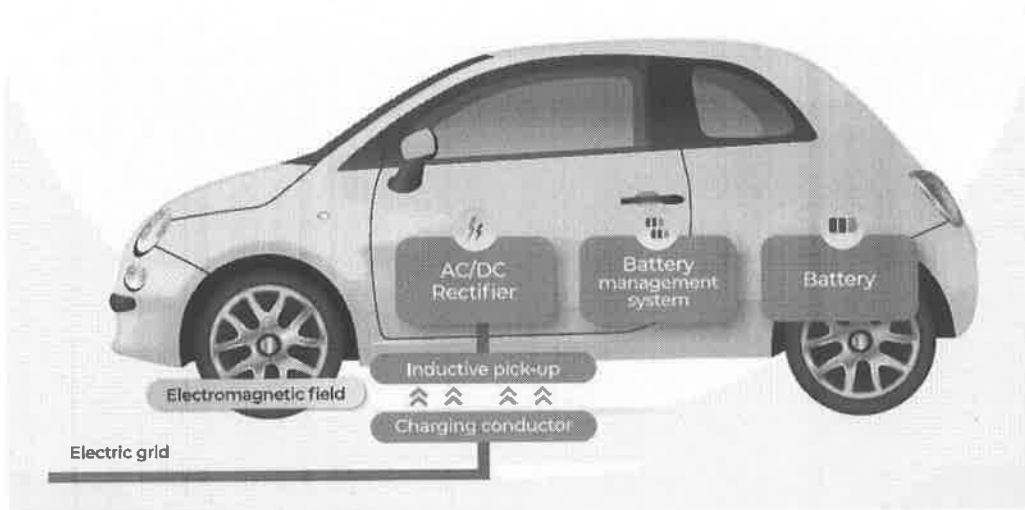 AC/DC
Rectifier
Battery
management
system
Battery
Inductive pick-up
Electromagnetic field
Charging conductor
Electric grid